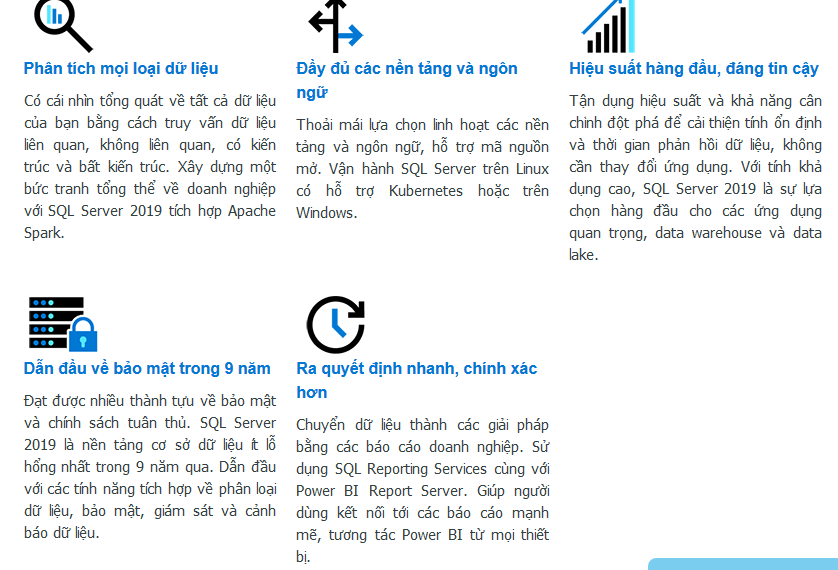 Phân tích mọi loại dữ liệu
Có cái nhìn tổng quát về tất cả dữ liệu
của bạn bằng cách truy vấn dữ liệu
liên quan, không liên quan, có kiến
trúc và bất kiến trúc. Xây dựng một
bức tranh tổng thể về doanh nghiệp
với SQL Server 2019 tích hợp Apache
Spark.
Đầy đủ các nền tảng và ngôn
ngữ
Thoải mái lựa chọn linh hoạt các nền
tảng và ngôn ngữ, hỗ trợ mã nguồn
mở. Vận hành SQL Server trên Linux
có hỗ trợ Kubernetes hoặc trên
Windows.
Hiệu suất hàng đầu, đáng tin cậy
Tận dụng hiệu suất và khả năng cân
chỉnh đột phá để cải thiện tính ổn định
và thời gian phản hồi dữ liệu, không
cần thay đổi ứng dụng. Với tính khả
dụng cao, SQL Server 2019 là sự lựa
chọn hàng đầu cho các ứng dụng
quan trọng, data warehouse và data
lake.
Dẫn đầu về bảo mật trong 9 năm
Đạt được nhiều thành tựu về bảo mật
và chính sách tuân thủ. SQL Server
2019 là nền tảng cơ sở dữ liệu ít lỗ
hổng nhất trong 9 năm qua. Dẫn đầu
với các tính năng tích hợp về phân loại
dữ liệu, bảo mật, giám sát và cảnh
báo dữ liệu.
Ra quyết định nhanh, chính xác
hơn
Chuyển dữ liệu thành các giải pháp
bằng các báo cáo doanh nghiệp. Sử
dụng SQL Reporting Services cùng với
Power BI Report Server. Giúp người
dùng kết nối tới các báo cáo mạnh
mẽ, tương tác Power BI từ mọi thiết
bị.